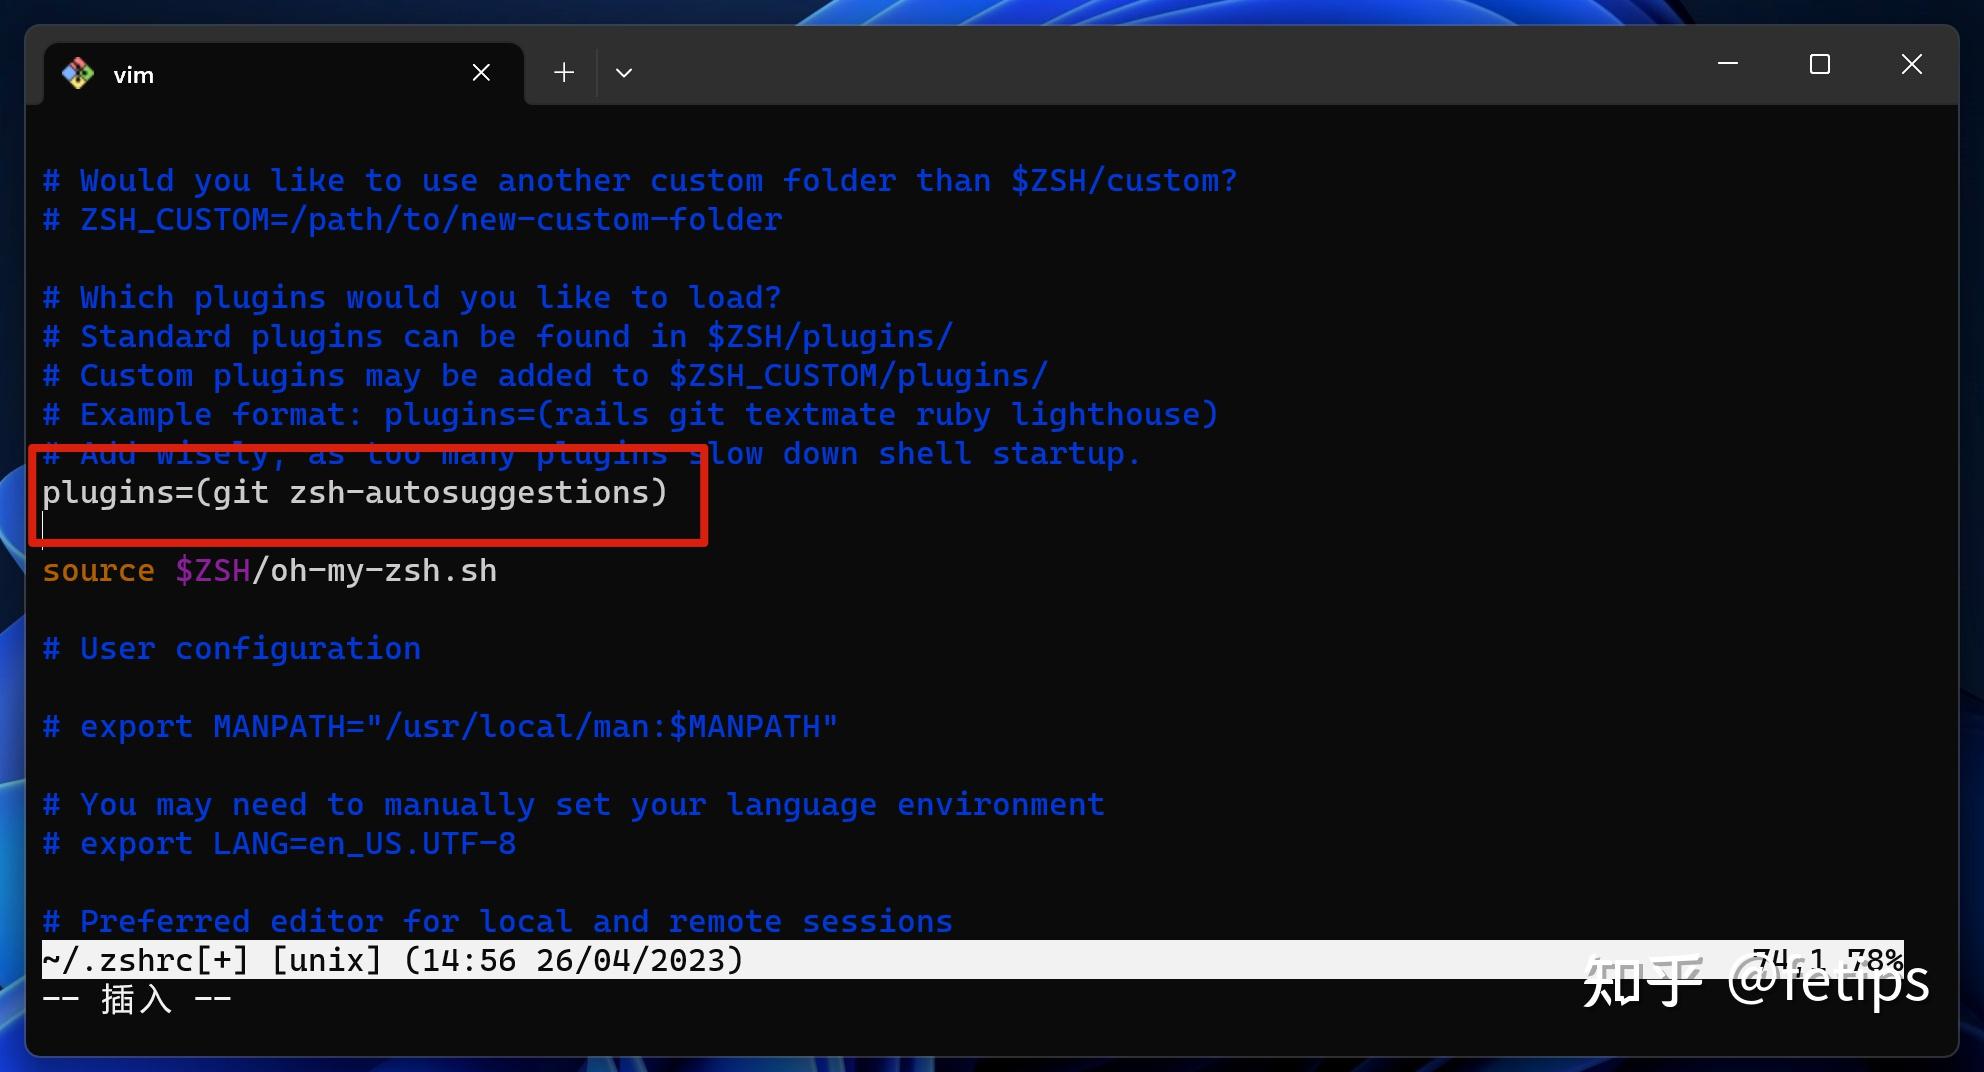 vim
# Would you like to use another custom folder than $ZSH/custom?
# ZSH_CUSTOM=/path/to/new-custom-folder
# Which plugins would you like to load?
# Standard plugins can be found in $ZSH/plugins/
# Custom plugins may be added to $ZSH_CUSTOM/plugins/
# Example format: plugins=(rails git textmate ruby lighthouse)
# Add wisely, as too many plugins slow down shell startup.
plugins=(git zsh-autosuggestions)
source $ZSH/oh-my-zsh.sh
# User configuration
# export MANPATH="/usr/local/man:$MANPATH"
# You may need to manually set your language environment
# export LANG=en_US.UTF-8
# Preferred editor for local and remote sessions
~/.zshrc[+] [unix] (14:56 26/04/2023) 74,1 78%
-- 插入 --
知乎 @fetips